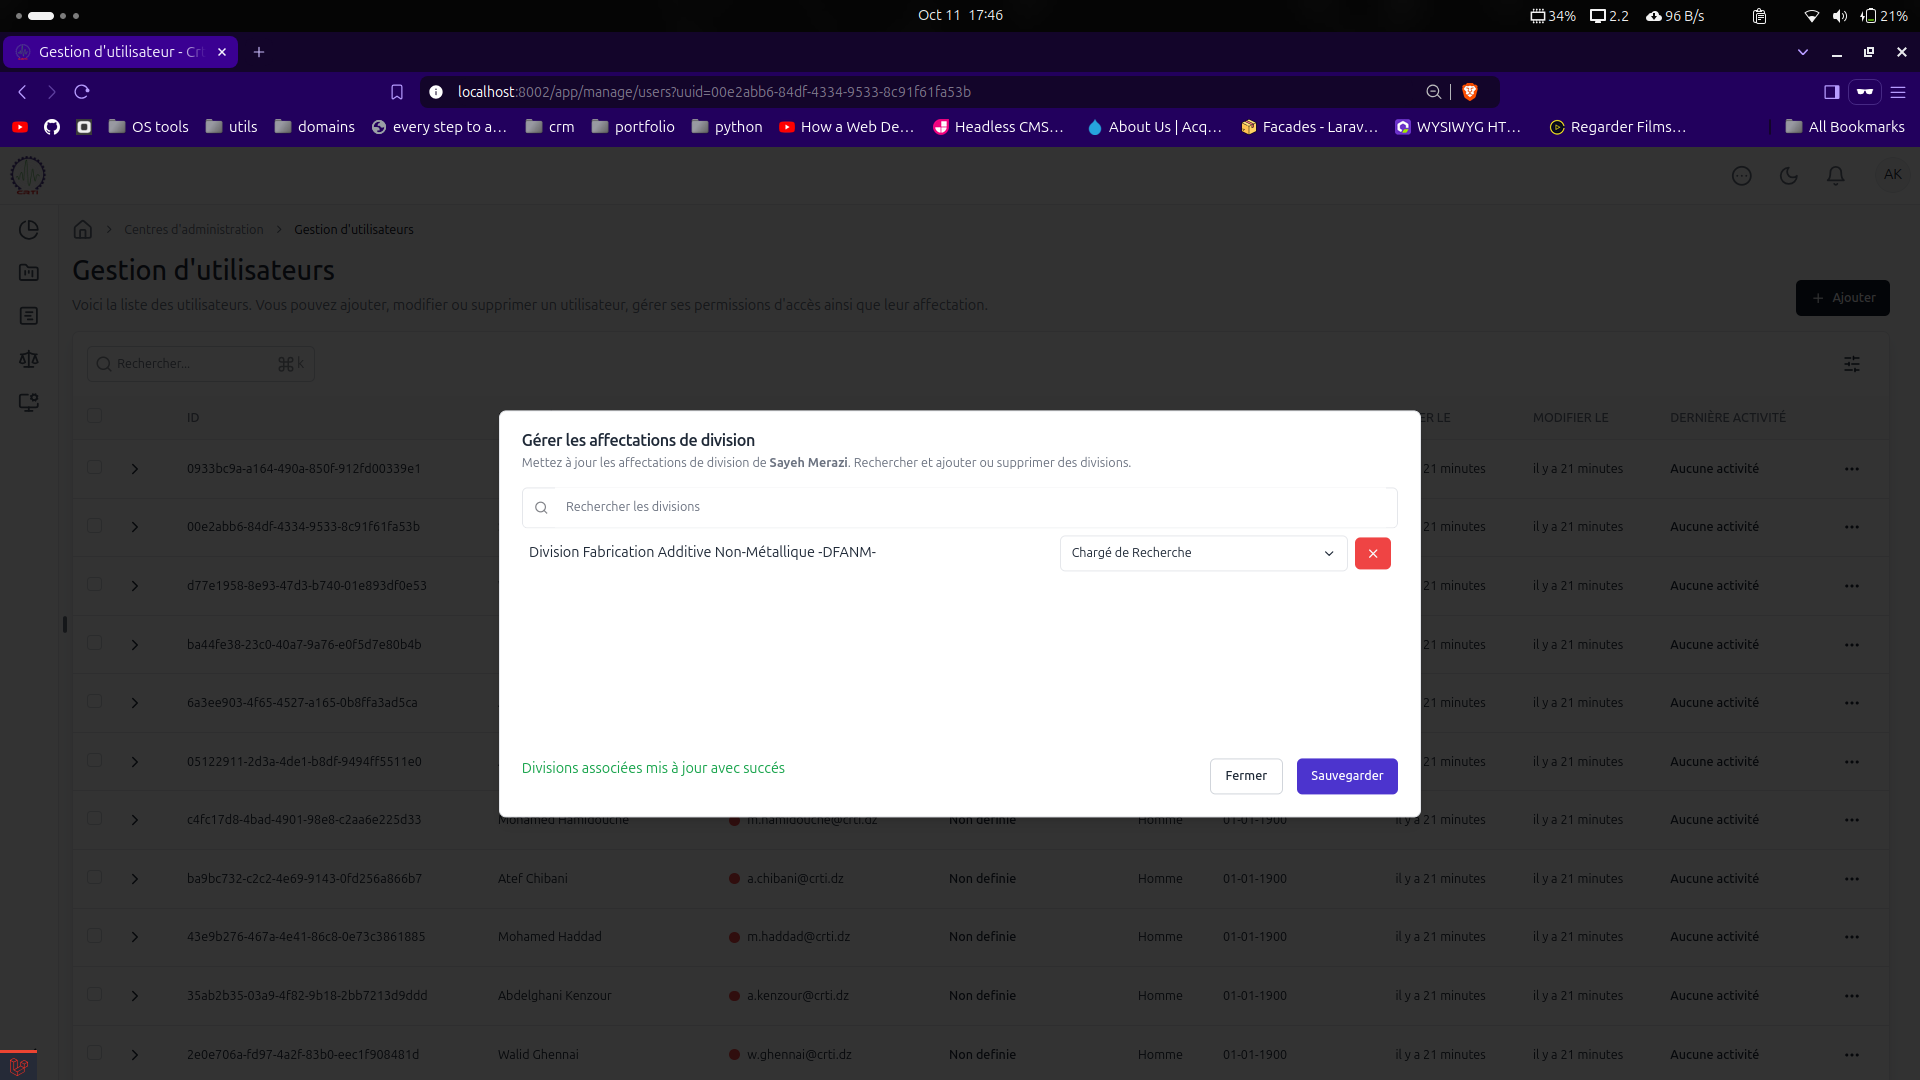 Oct 11 17:46
34% 2.2 96 B/s 21%
Gestion d'utilisateur - Crt
localhost:8002/app/manage/users?uuid=00e2abb6-84df-4334-9533-8c91f61fa53b
OS tools utils domains every step to a... crm portfolio python How a Web De... Headless CMS... About Us | Acq... Facades - Larav... WYSIWYG HT... Regarder Films... All Bookmarks
CRTI
AK
Centres d'administration Gestion d'utilisateurs
Gestion d'utilisateurs
Voici la liste des utilisateurs. Vous pouvez ajouter, modifier ou supprimer un utilisateur, gérer ses permissions d'accès ainsi que leur affectation.
+ Ajouter
Rechercher... ⌘ k
ID ER LE MODIFIER LE DERNIÈRE ACTIVITÉ
Gérer les affectations de division
Mettez à jour les affectations de division de Sayeh Merazi. Rechercher et ajouter ou supprimer des divisions.
Rechercher les divisions
Division Fabrication Additive Non-Métallique -DFANM- Chargé de Recherche
Divisions associées mis à jour avec succés
Fermer Sauvegarder
0933bc9a-a164-490a-850f-912fd00339e1 21 minutes il y a 21 minutes Aucune activité
00e2abb6-84df-4334-9533-8c91f61fa53b 21 minutes il y a 21 minutes Aucune activité
d77e1958-8e93-47d3-b740-01e893df0e53 21 minutes il y a 21 minutes Aucune activité
ba44fe38-23c0-40a7-9a76-e0f5d7e80b4b 21 minutes il y a 21 minutes Aucune activité
6a3ee903-4f65-4527-a165-0b8ffa3ad5ca 21 minutes il y a 21 minutes Aucune activité
05122911-2d3a-4de1-b8df-9494ff5511e0 21 minutes il y a 21 minutes Aucune activité
c4fc17d8-4bad-4901-98e8-c2aa6e225d33 Mohamed Hamidouche m.hamidouche@crti.dz Non definie Homme 01-01-1900 il y a 21 minutes il y a 21 minutes Aucune activité
ba9bc732-c2c2-4e69-9143-0fd256a866b7 Atef Chibani a.chibani@crti.dz Non definie Homme 01-01-1900 il y a 21 minutes il y a 21 minutes Aucune activité
43e9b276-467a-4e41-86c8-0e73c3861885 Mohamed Haddad m.haddad@crti.dz Non definie Homme 01-01-1900 il y a 21 minutes il y a 21 minutes Aucune activité
35ab2b35-03a9-4f82-9b18-2bb7213d9ddd Abdelghani Kenzour a.kenzour@crti.dz Non definie Homme 01-01-1900 il y a 21 minutes il y a 21 minutes Aucune activité
2e0e706a-fd97-4a2f-83b0-eec1f908481d Walid Ghennai w.ghennai@crti.dz Non definie Homme 01-01-1900 il y a 21 minutes il y a 21 minutes Aucune activité